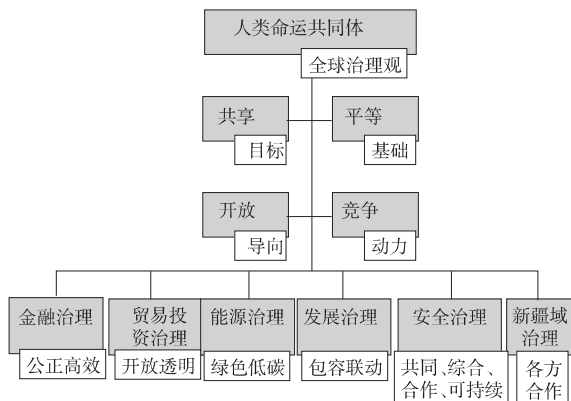 人类命运共同体
全球治理观
共享
目标
平等
基础
开放
导向
竞争
动力
金融治理
公正高效
贸易投
资治理
开放透明
能源治理
绿色低碳
发展治理
包容联动
安全治理
共同、综合、
合作、可持续
新疆域
治理
各方
合作